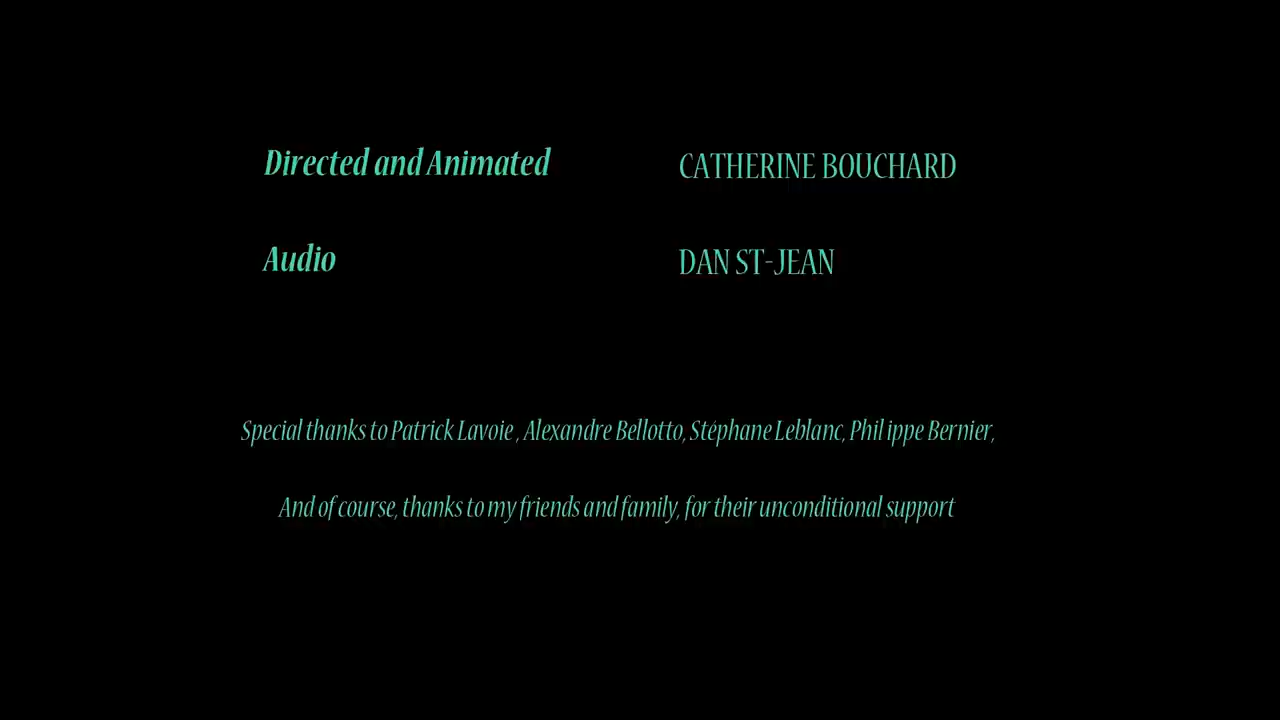 Directed and Animated CATHERINE BOUCHARD
Audio DAN ST-JEAN
Special thanks to Patrick Lavoie , Alexandre Bellotto, Stéphane Leblanc, Phil ippe Bernier,
And of course, thanks to my friends and family, for their unconditional support